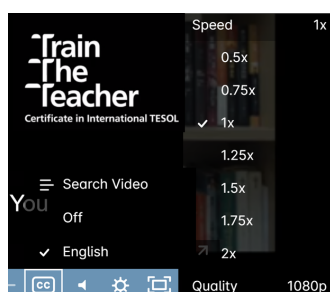 Train
The
Teacher
Certificate in International TESOL
Search Video
You
Off
English
CC
Speed 1x
0.5x
0.75x
1x
1.25x
1.5x
1.75x
2x
Quality 1080p